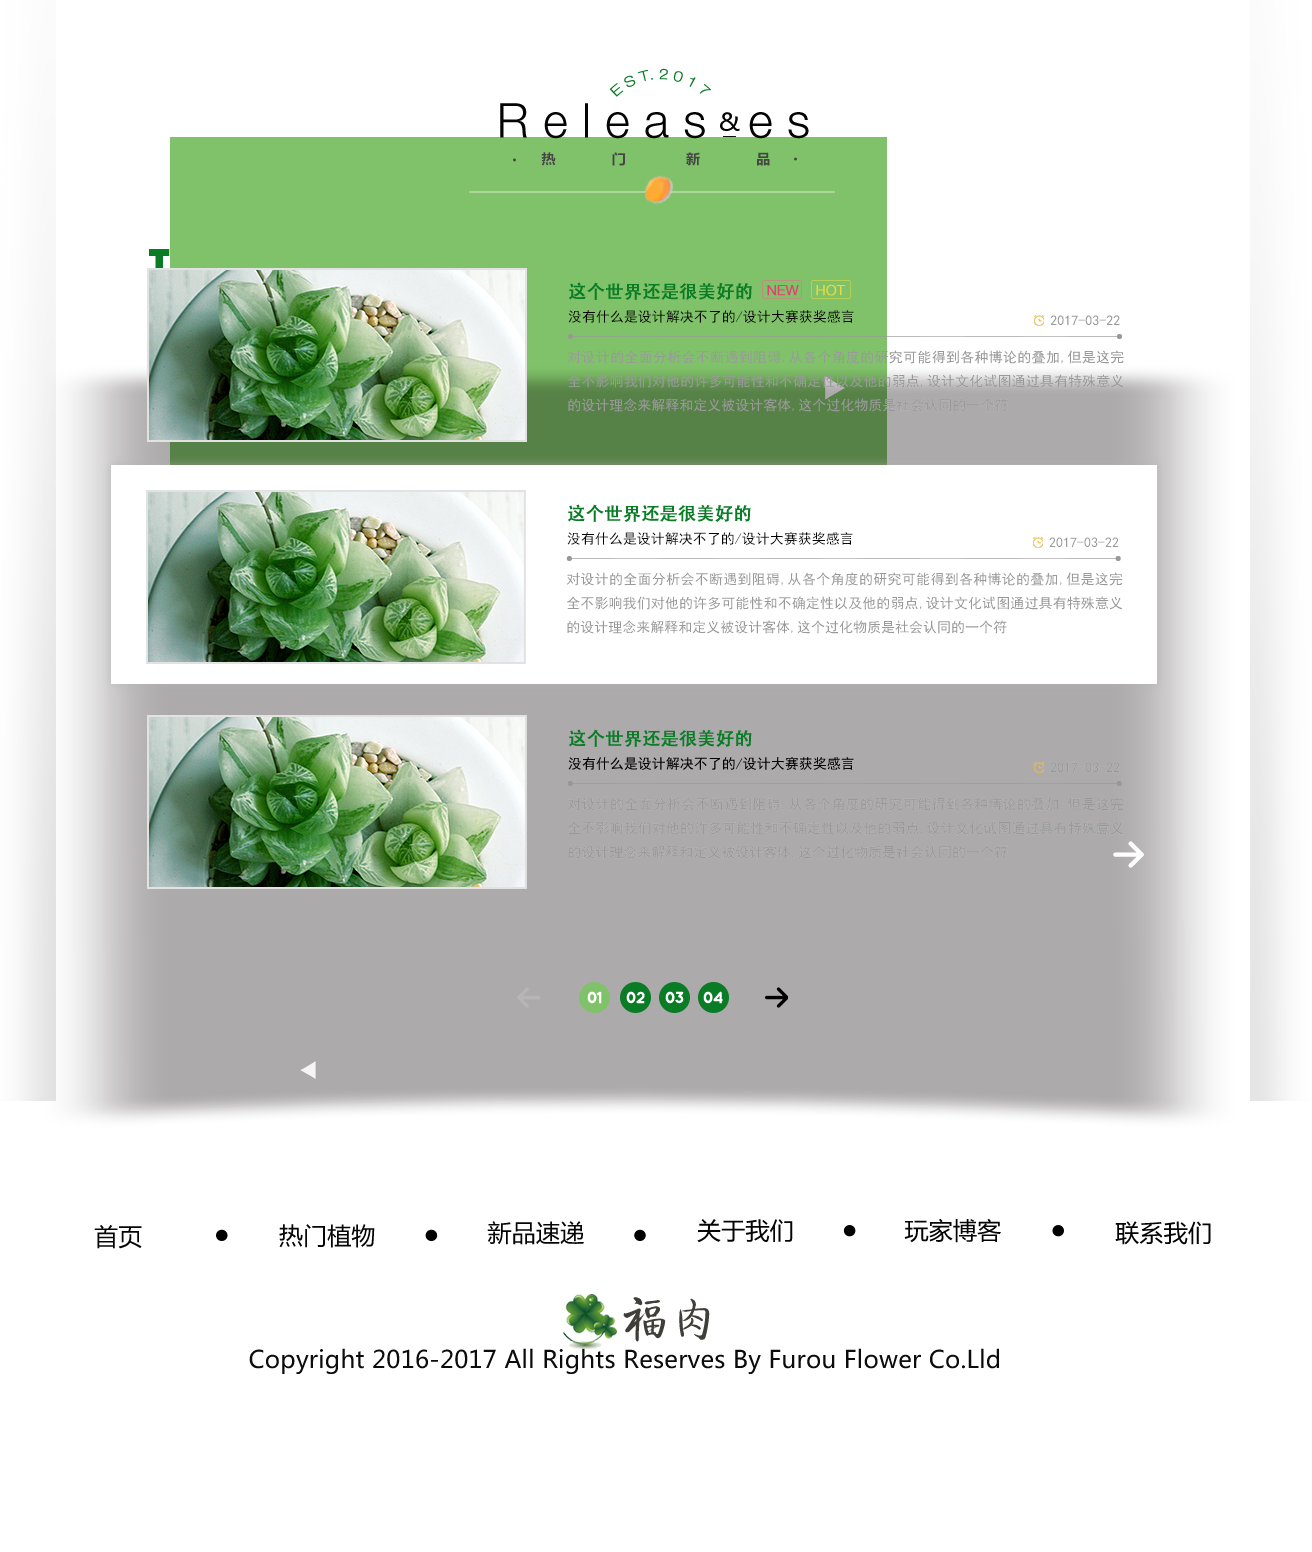 EST.2017
Releas&es
· 热 门 新 品 ·
T
这个世界还是很美好的 NEW HOT
没有什么是设计解决不了的/设计大赛获奖感言
2017-03-22
对设计的全面分析会不断遇到阻碍, 从各个角度的研究可能得到各种博论的叠加, 但是这完
全不影响我们对他的许多可能性和不确定性以及他的弱点, 设计文化试图通过具有特殊意义
的设计理念来解释和定义被设计客体, 这个过化物质是社会认同的一个符
这个世界还是很美好的
没有什么是设计解决不了的/设计大赛获奖感言
2017-03-22
对设计的全面分析会不断遇到阻碍, 从各个角度的研究可能得到各种博论的叠加, 但是这完
全不影响我们对他的许多可能性和不确定性以及他的弱点, 设计文化试图通过具有特殊意义
的设计理念来解释和定义被设计客体, 这个过化物质是社会认同的一个符
这个世界还是很美好的
没有什么是设计解决不了的/设计大赛获奖感言
2017-03-22
对设计的全面分析会不断遇到阻碍, 从各个角度的研究可能得到各种博论的叠加, 但是这完
全不影响我们对他的许多可能性和不确定性以及他的弱点, 设计文化试图通过具有特殊意义
的设计理念来解释和定义被设计客体, 这个过化物质是社会认同的一个符
01 02 03 04
首页 • 热门植物 • 新品速递 • 关于我们 • 玩家博客 • 联系我们
福肉
Copyright 2016-2017 All Rights Reserves By Furou Flower Co.Lld